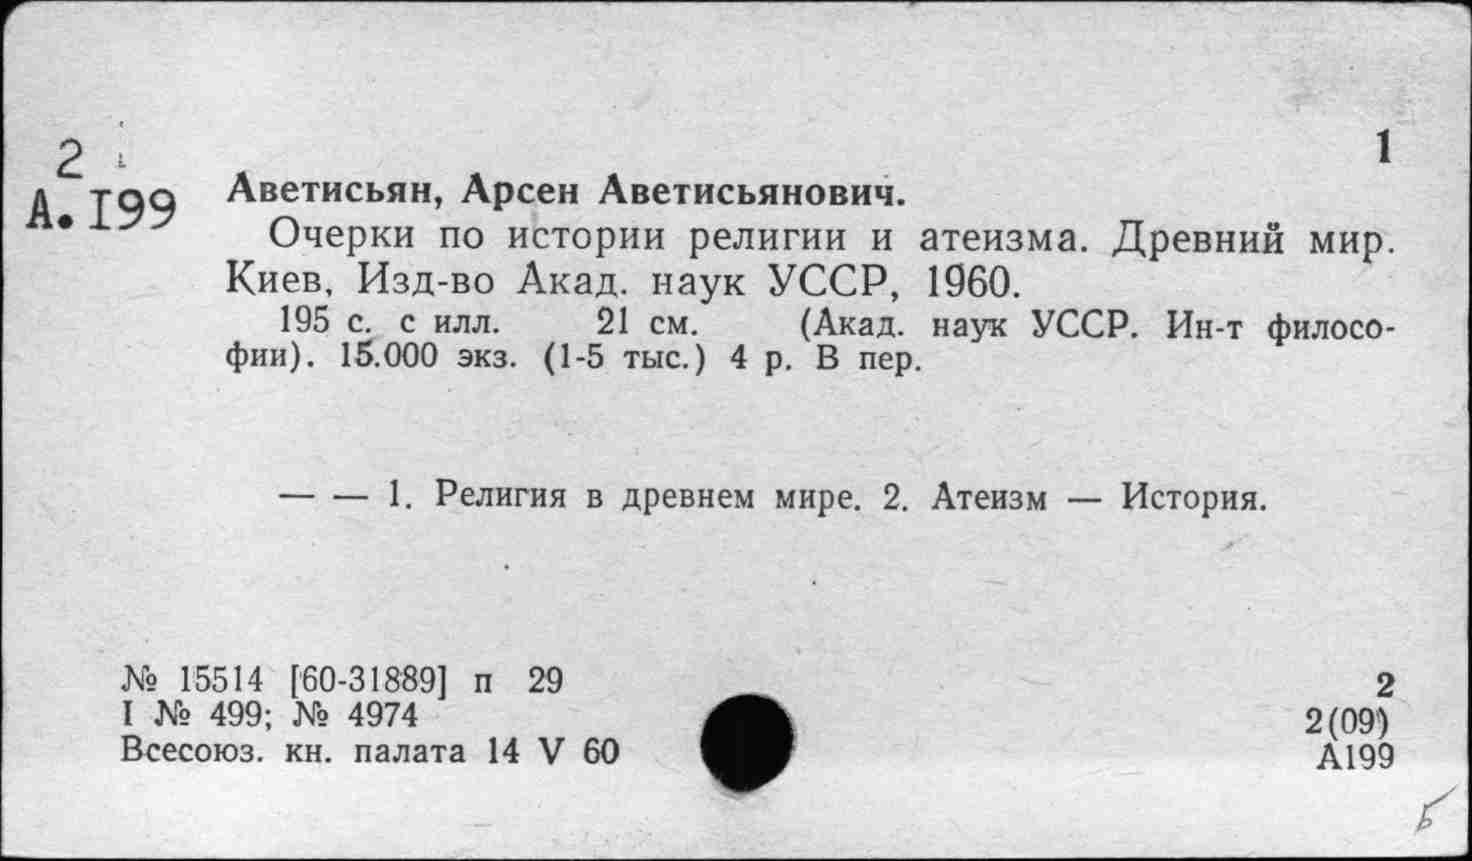 2
1
А.I99
Аветисьян, Арсен Аветисьянович.
Очерки по истории религии и атеизма. Древний мир.
Киев, Изд-во Акад. наук УССР, 1960.
195 с. с илл. 21 см. (Акад. наук УССР. Ин-т филосо-
фии). 15.000 экз. (1-5 тыс.) 4 р. В пер.
— — 1. Религия в древнем мире. 2. Атеизм — История.
№ 15514 [60-31889] п 29
I № 499; № 4974
Всесоюз. кн. палата 14 V 60
2
2(09)
А199